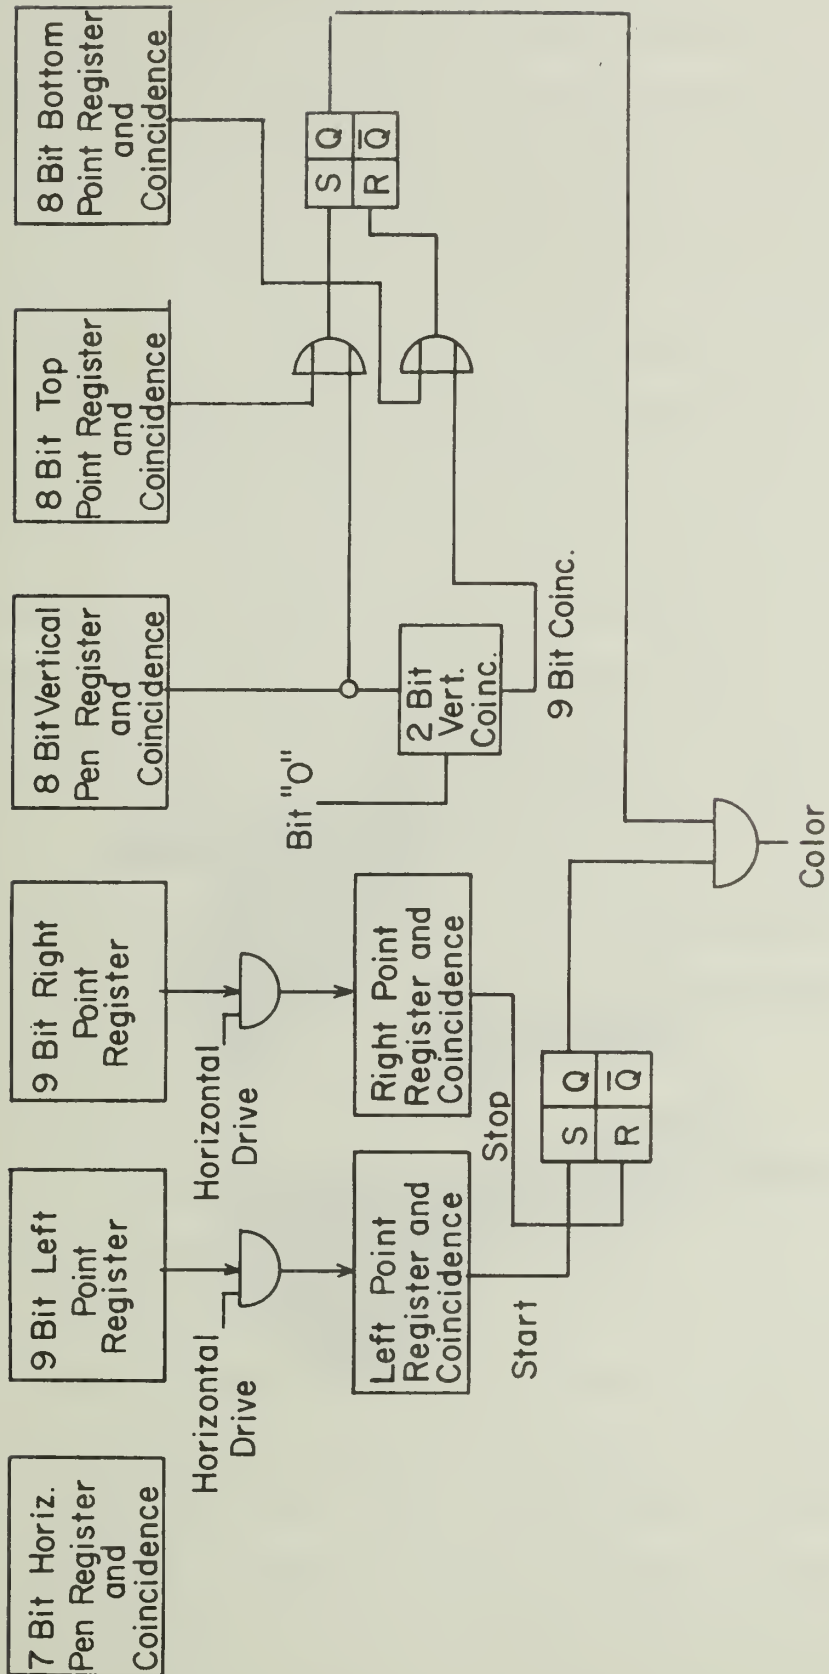 7 Bit Horiz.
Pen Register
and
Coincidence
9 Bit Left
Point
Register
9 Bit Right
Point
Register
8 Bit Vertical
Pen Register
and
Coincidence
8 Bit Top
Point Register
and
Coincidence
8 Bit Bottom
Point Register
and
Coincidence
Horizontal
Drive
Horizontal
Drive
Bit "O"
Left Point
Register and
Coincidence
Right Point
Register and
Coincidence
2 Bit
Vert.
Coinc.
S Q
R Q̅
Start
Stop
9 Bit Coinc.
S Q
R Q̅
Color